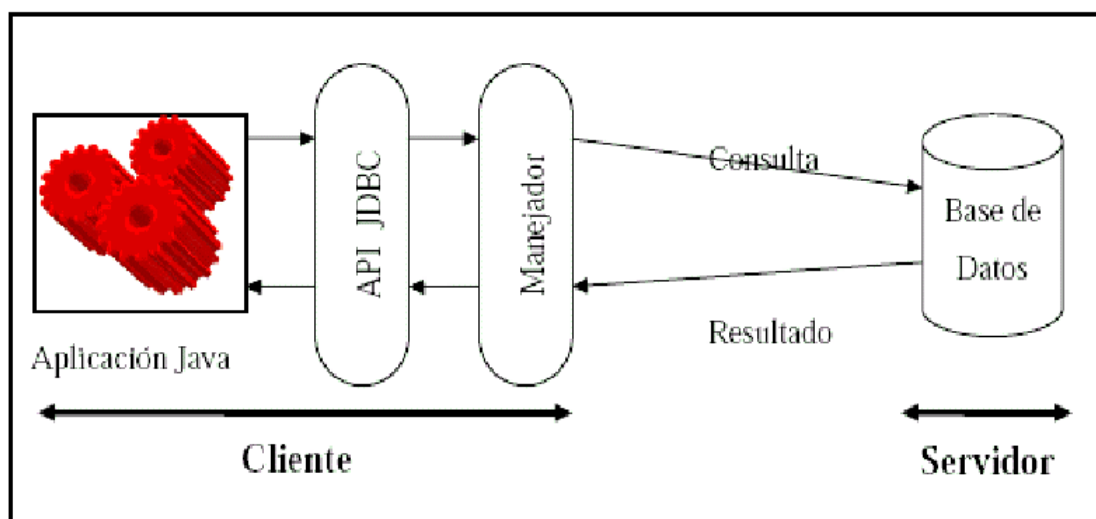 API JDBC
Manejador
Consulta
Base de
Datos
Resultado
Aplicación Java
Cliente
Servidor